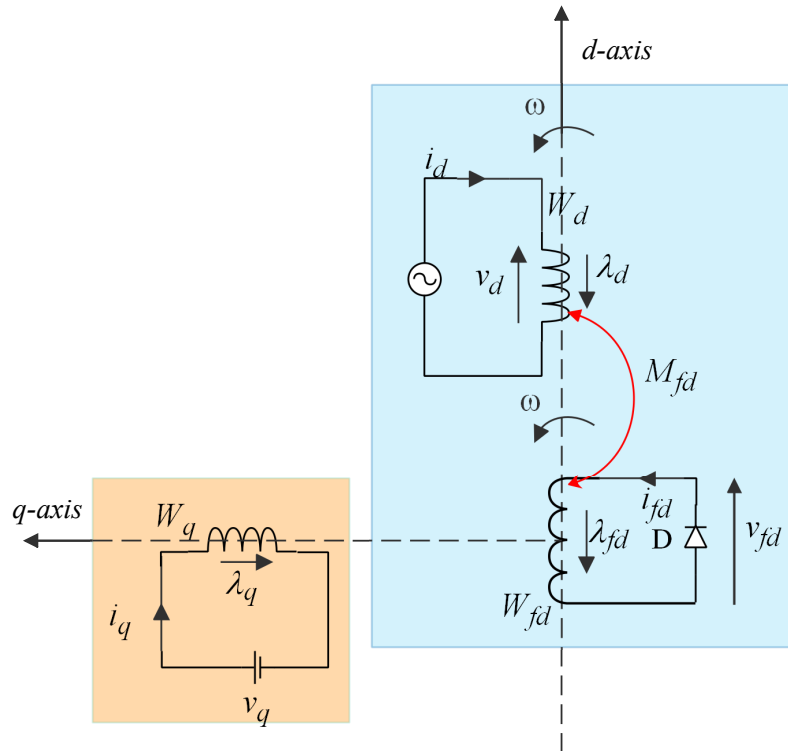 d-axis
ω
i_d
W_d
v_d
λ_d
M_fd
ω
q-axis
W_q
i_fd
λ_fd
D
v_fd
λ_q
W_fd
i_q
v_q